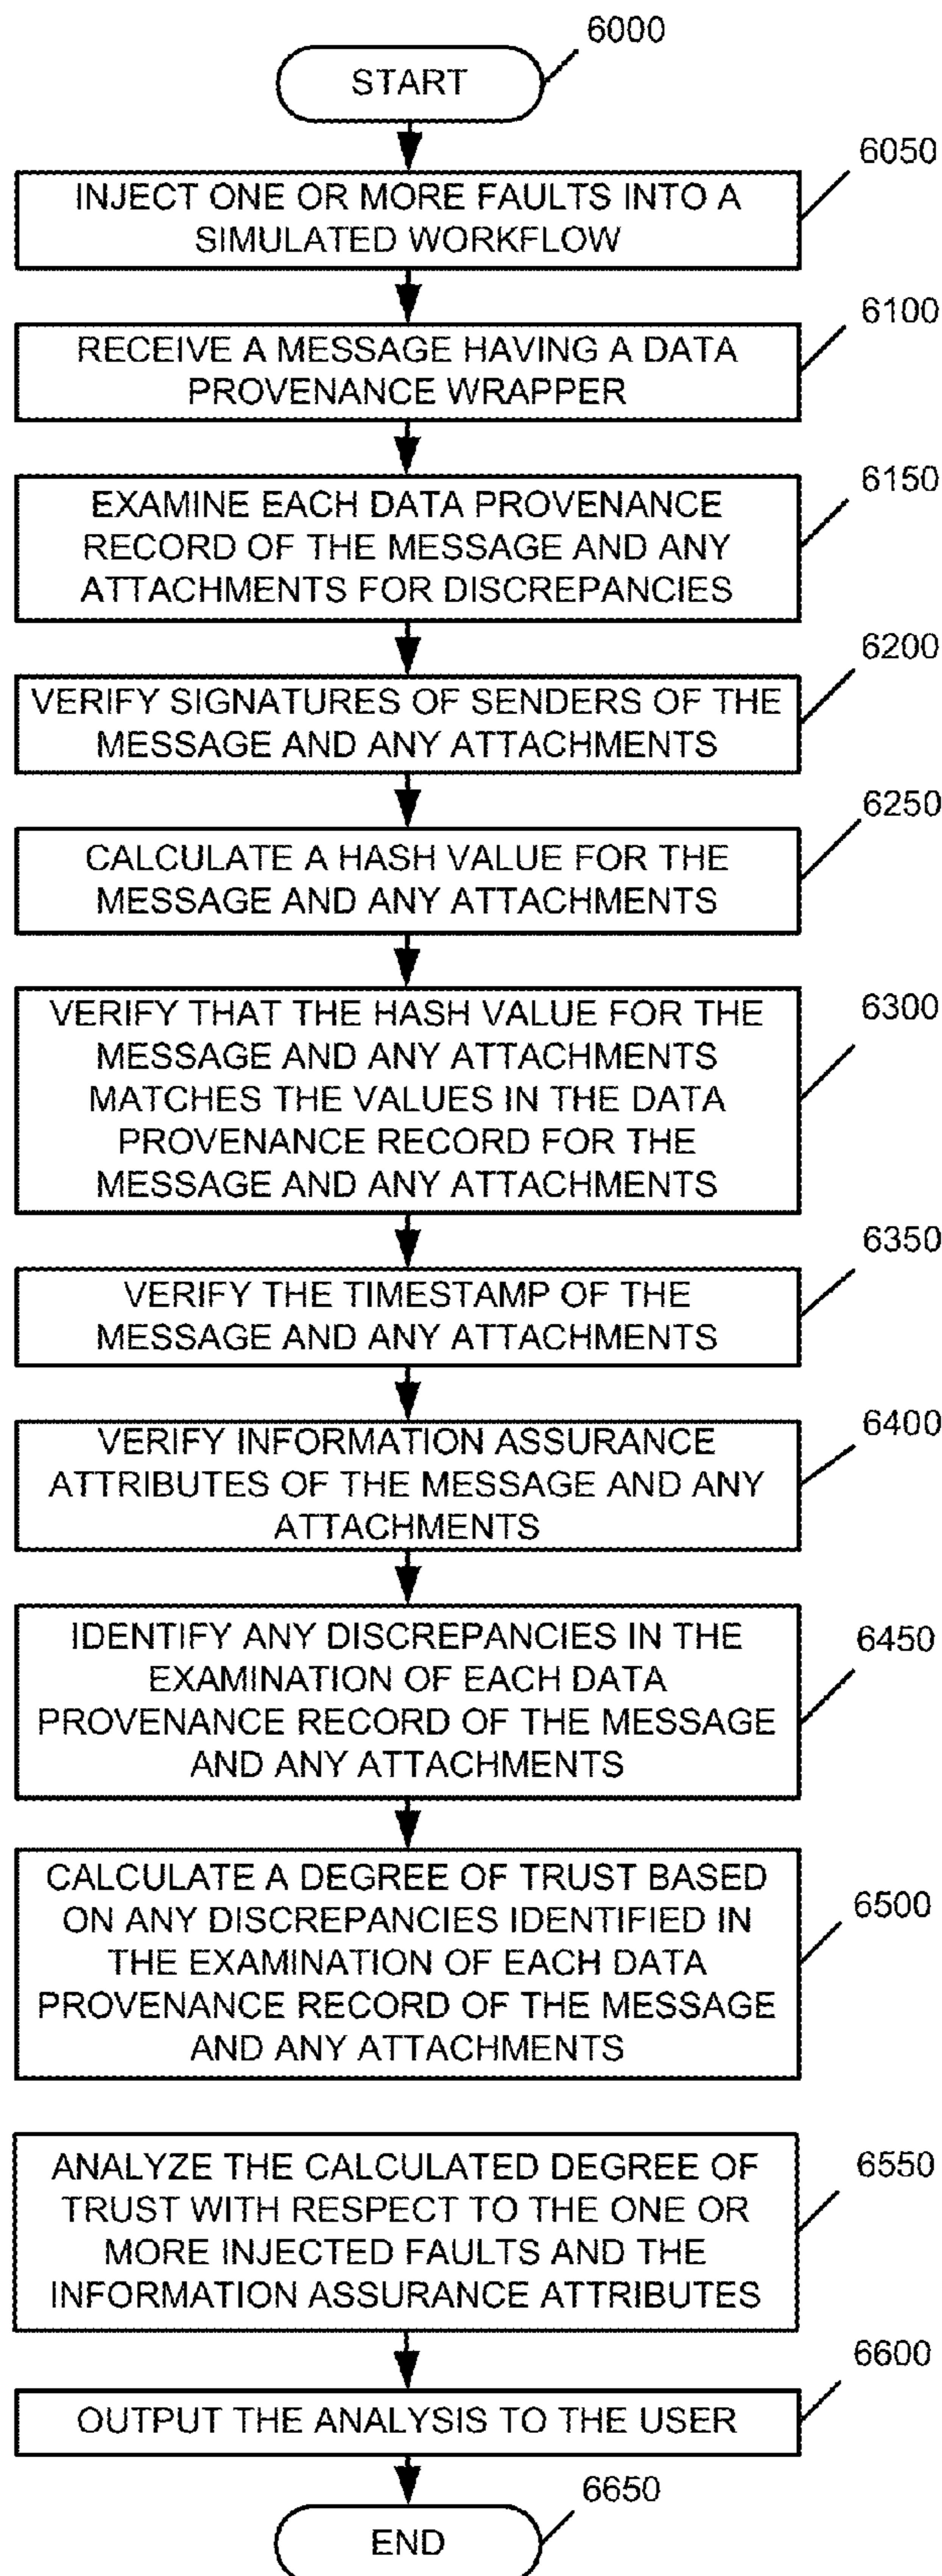 6000
START
6050
INJECT ONE OR MORE FAULTS INTO A
SIMULATED WORKFLOW
6100
RECEIVE A MESSAGE HAVING A DATA
PROVENANCE WRAPPER
6150
EXAMINE EACH DATA PROVENANCE
RECORD OF THE MESSAGE AND ANY
ATTACHMENTS FOR DISCREPANCIES
6200
VERIFY SIGNATURES OF SENDERS OF THE
MESSAGE AND ANY ATTACHMENTS
6250
CALCULATE A HASH VALUE FOR THE
MESSAGE AND ANY ATTACHMENTS
6300
VERIFY THAT THE HASH VALUE FOR THE
MESSAGE AND ANY ATTACHMENTS
MATCHES THE VALUES IN THE DATA
PROVENANCE RECORD FOR THE
MESSAGE AND ANY ATTACHMENTS
6350
VERIFY THE TIMESTAMP OF THE
MESSAGE AND ANY ATTACHMENTS
6400
VERIFY INFORMATION ASSURANCE
ATTRIBUTES OF THE MESSAGE AND ANY
ATTACHMENTS
6450
IDENTIFY ANY DISCREPANCIES IN THE
EXAMINATION OF EACH DATA
PROVENANCE RECORD OF THE MESSAGE
AND ANY ATTACHMENTS
6500
CALCULATE A DEGREE OF TRUST BASED
ON ANY DISCREPANCIES IDENTIFIED IN
THE EXAMINATION OF EACH DATA
PROVENANCE RECORD OF THE MESSAGE
AND ANY ATTACHMENTS
6550
ANALYZE THE CALCULATED DEGREE OF
TRUST WITH RESPECT TO THE ONE OR
MORE INJECTED FAULTS AND THE
INFORMATION ASSURANCE ATTRIBUTES
6600
OUTPUT THE ANALYSIS TO THE USER
6650
END